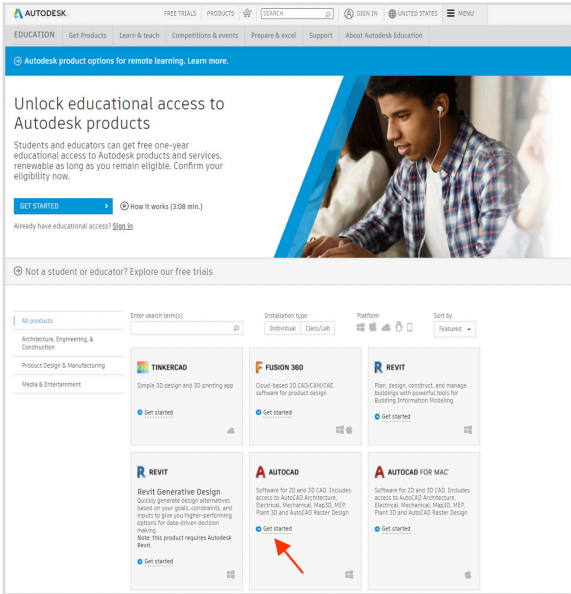 AUTODESK.
FREE TRIALS PRODUCTS SEARCH SIGN IN UNITED STATES MENU
EDUCATION Get Products Learn & teach Competitions & events Prepare & excel Support About Autodesk Education
Autodesk product options for remote learning. Learn more.
Unlock educational access to
Autodesk products
Students and educators can get free one-year
educational access to Autodesk products and services,
renewable as long as you remain eligible. Confirm your
eligibility now.
GET STARTED
How it works (3:08 min.)
Already have educational access? Sign in
Not a student or educator? Explore our free trials
All products
Architecture, Engineering, &
Construction
Product Design & Manufacturing
Media & Entertainment
Enter search term(s)
Installation type
Individual Class/Lab
Platform
Sort by
Featured
TINKERCAD
Simple 3D design and 3D printing app
Get started
F FUSION 360
Cloud-based 3D CAD/CAM/CAE
software for product design
Get started
R REVIT
Plan, design, construct, and manage
buildings with powerful tools for
Building Information Modeling
Get started
R REVIT
Revit Generative Design
Quickly generate design alternatives
based on your goals, constraints, and
inputs to give you higher-performing
options for data-driven decision
making.
Note: this product requires Autodesk
Revit.
Get started
A AUTOCAD
Software for 2D and 3D CAD. Includes
access to AutoCAD Architecture,
Electrical, Mechanical, Map3D, MEP,
Plant 3D and AutoCAD Raster Design
Get started
A AUTOCAD FOR MAC
Software for 2D and 3D CAD. Includes
access to AutoCAD Architecture,
Electrical, Mechanical, Map3D, MEP,
Plant 3D and AutoCAD Raster Design
Get started